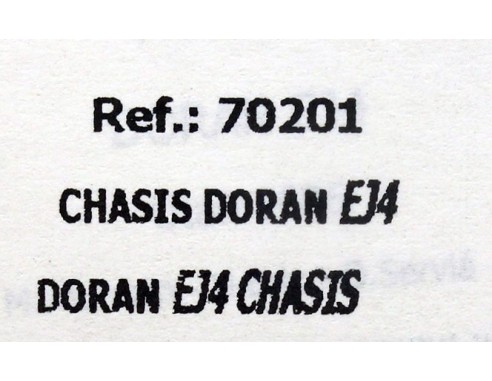 Ref.: 70201
CHASIS DORAN EJ4
DORAN EJ4 CHASIS